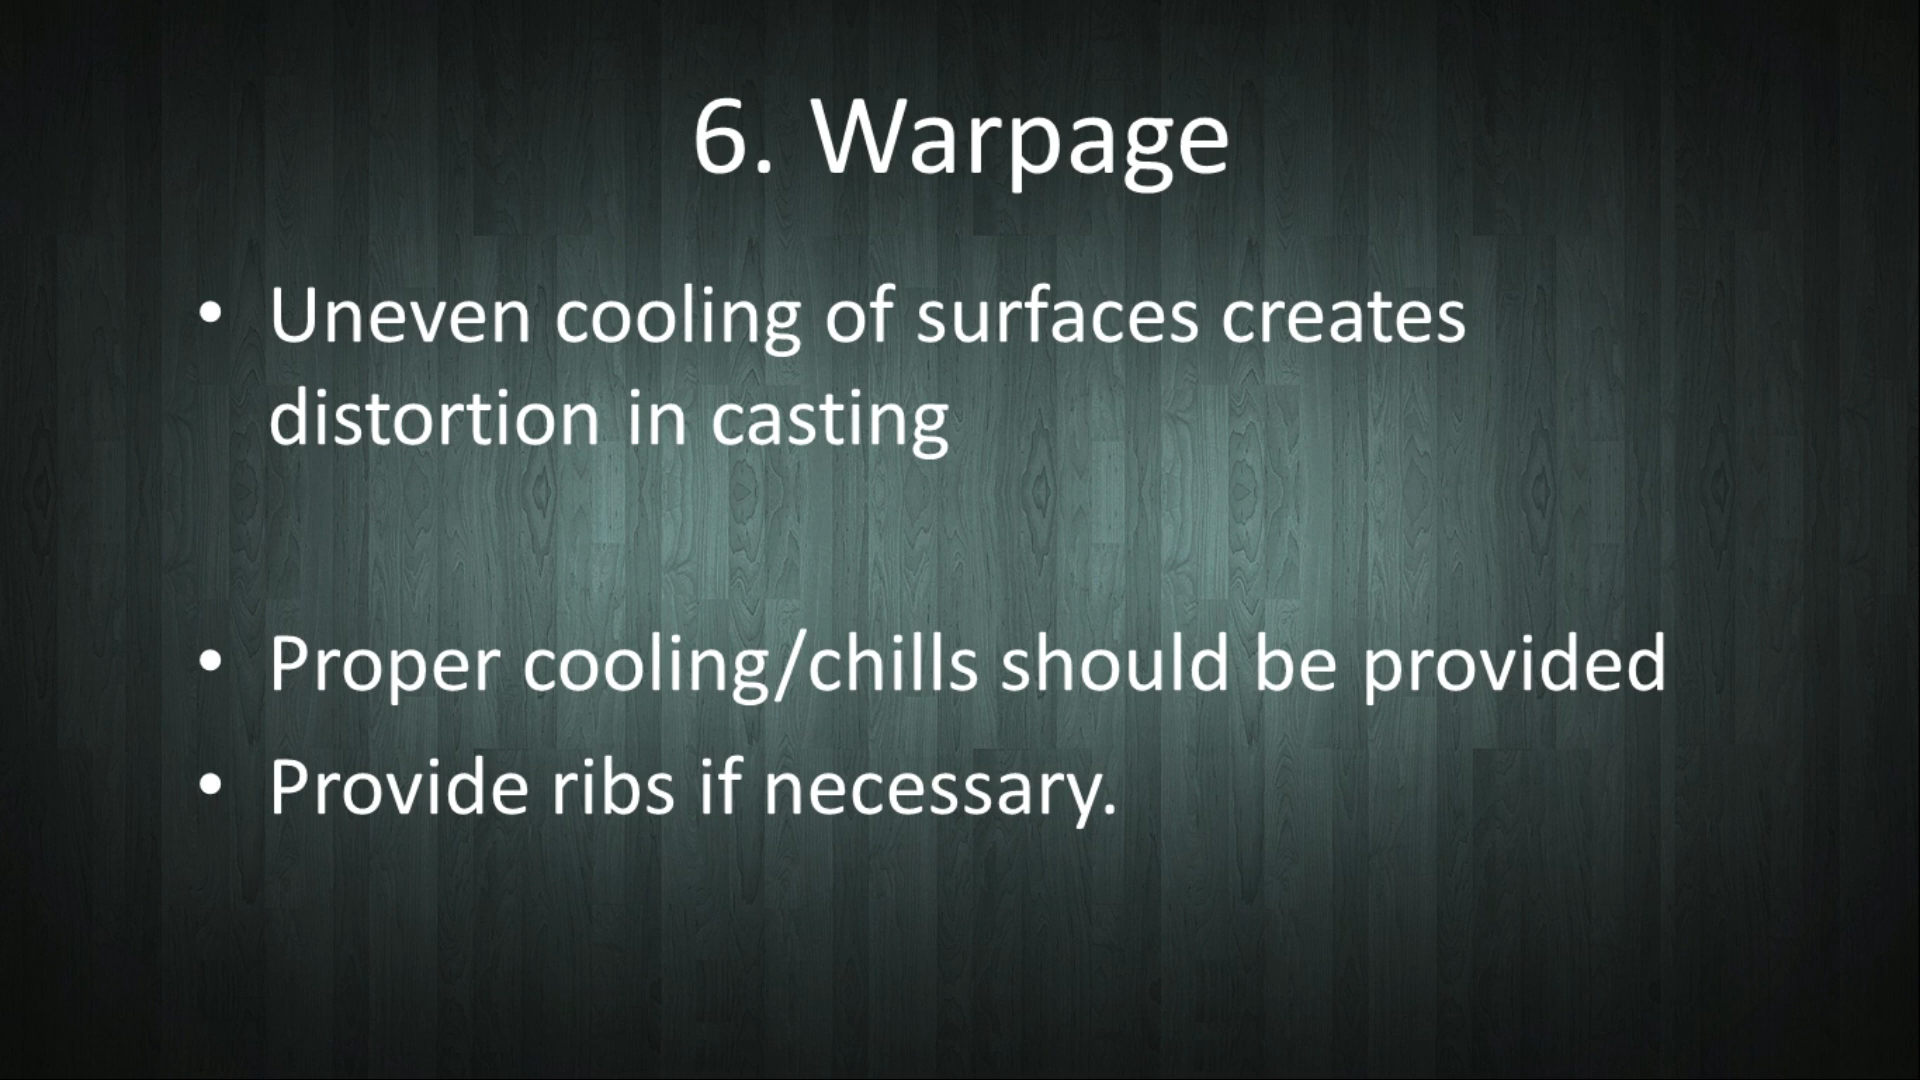 6. Warpage
• Uneven cooling of surfaces creates
distortion in casting
• Proper cooling/chills should be provided
• Provide ribs if necessary.